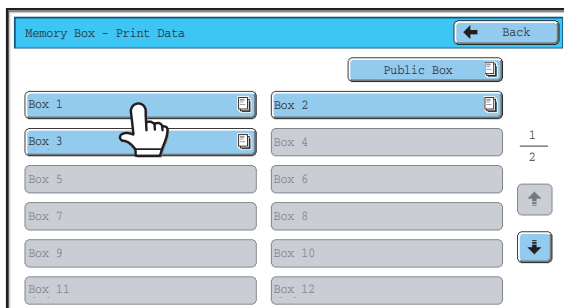 Memory Box - Print Data
Back
Public Box
Box 1
Box 2
Box 3
Box 4
1
2
Box 5
Box 6
Box 7
Box 8
Box 9
Box 10
Box 11
Box 12